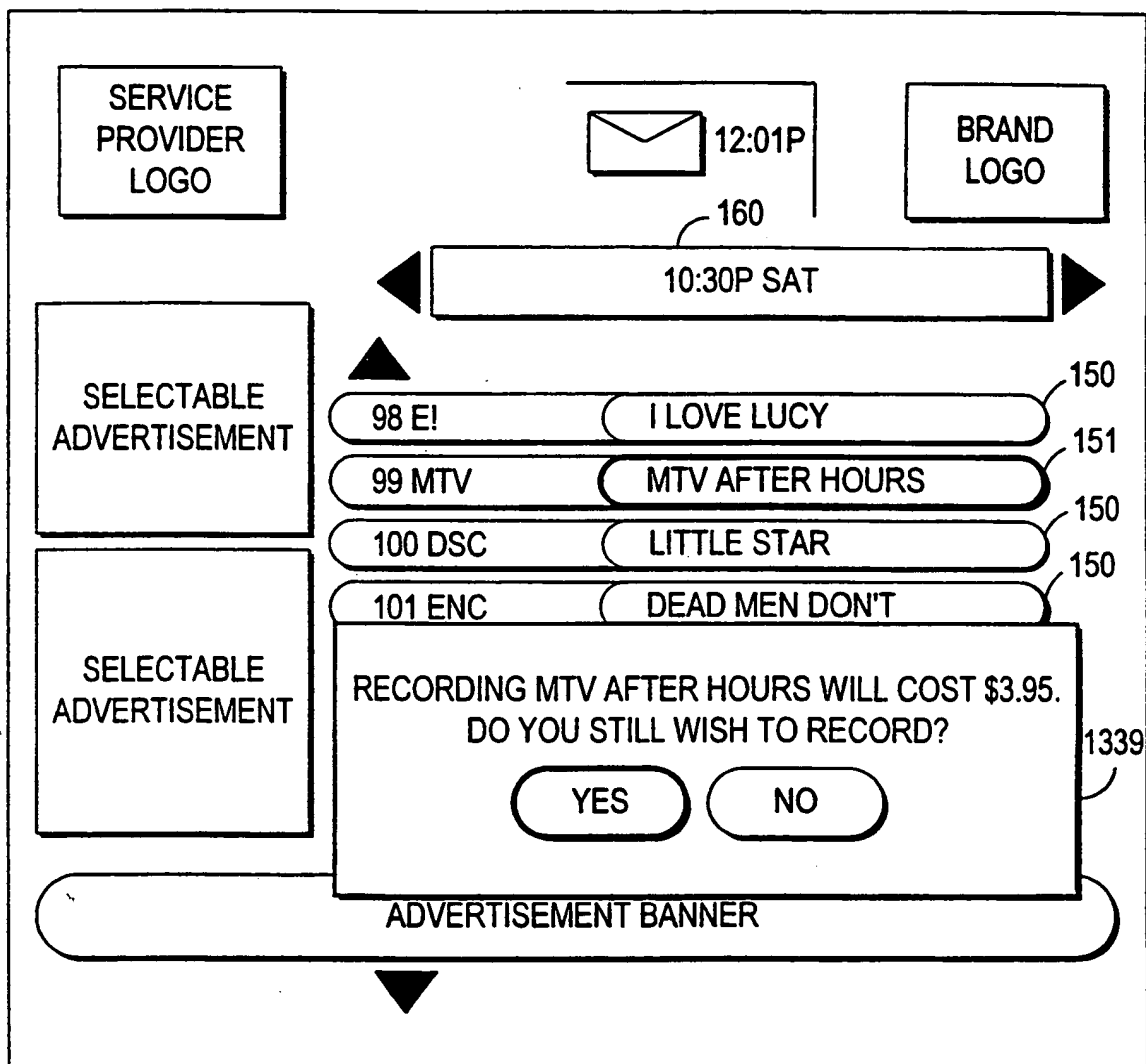 SERVICE
PROVIDER
LOGO
12:01P
BRAND
LOGO
160
10:30P SAT
SELECTABLE
ADVERTISEMENT
150
98 E! I LOVE LUCY
151
99 MTV MTV AFTER HOURS
150
100 DSC LITTLE STAR
150
101 ENC DEAD MEN DON'T
SELECTABLE
ADVERTISEMENT
RECORDING MTV AFTER HOURS WILL COST $3.95.
DO YOU STILL WISH TO RECORD?
1339
YES NO
ADVERTISEMENT BANNER